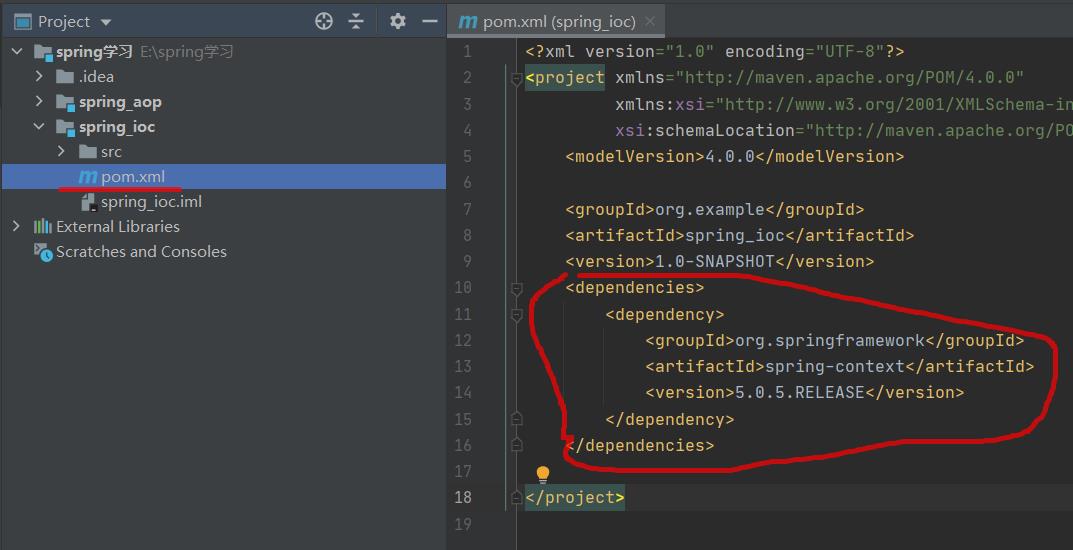 Project
spring学习 E:\spring学习
.idea
spring_aop
spring_ioc
src
pom.xml
spring_ioc.iml
External Libraries
Scratches and Consoles
pom.xml (spring_ioc)
1 <?xml version="1.0" encoding="UTF-8"?>
2 <project xmlns="http://maven.apache.org/POM/4.0.0"
3 xmlns:xsi="http://www.w3.org/2001/XMLSchema-in
4 xsi:schemaLocation="http://maven.apache.org/PO
5 <modelVersion>4.0.0</modelVersion>
6
7 <groupId>org.example</groupId>
8 <artifactId>spring_ioc</artifactId>
9 <version>1.0-SNAPSHOT</version>
10 <dependencies>
11 <dependency>
12 <groupId>org.springframework</groupId>
13 <artifactId>spring-context</artifactId>
14 <version>5.0.5.RELEASE</version>
15 </dependency>
16 </dependencies>
17
18 </project>
19